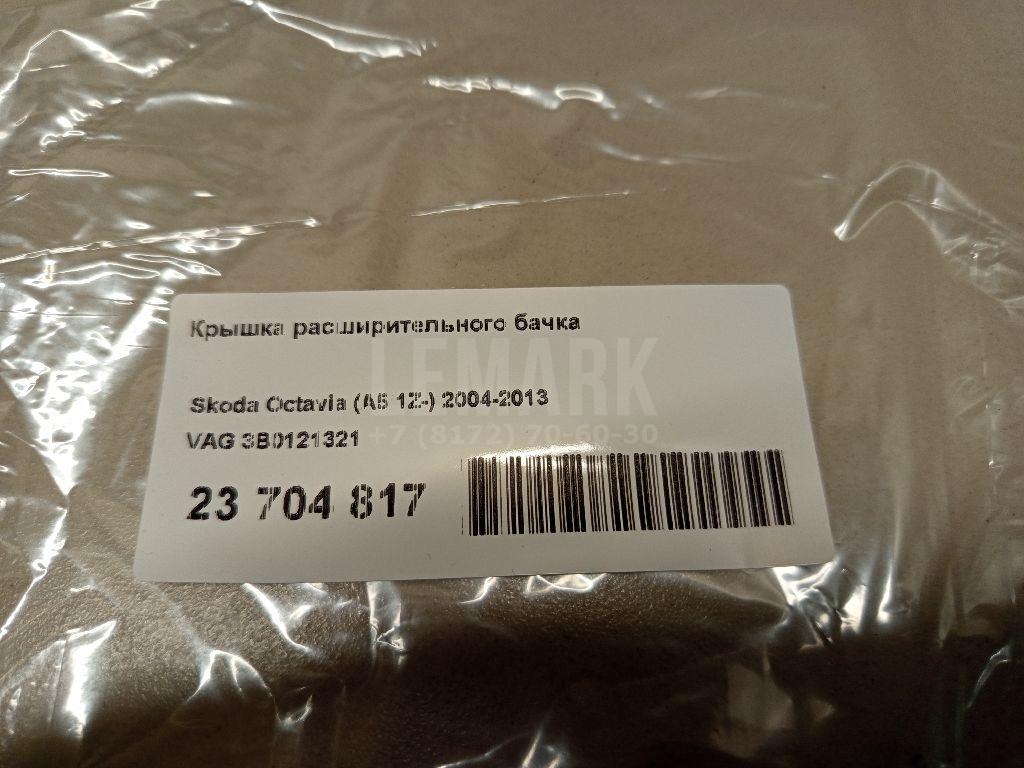 Крышка расширительного бачка
LEMARK
Skoda Octavia (A5 1Z-) 2004-2013
+7 (8172) 70-60-30
VAG 3B0121321
23 704 817